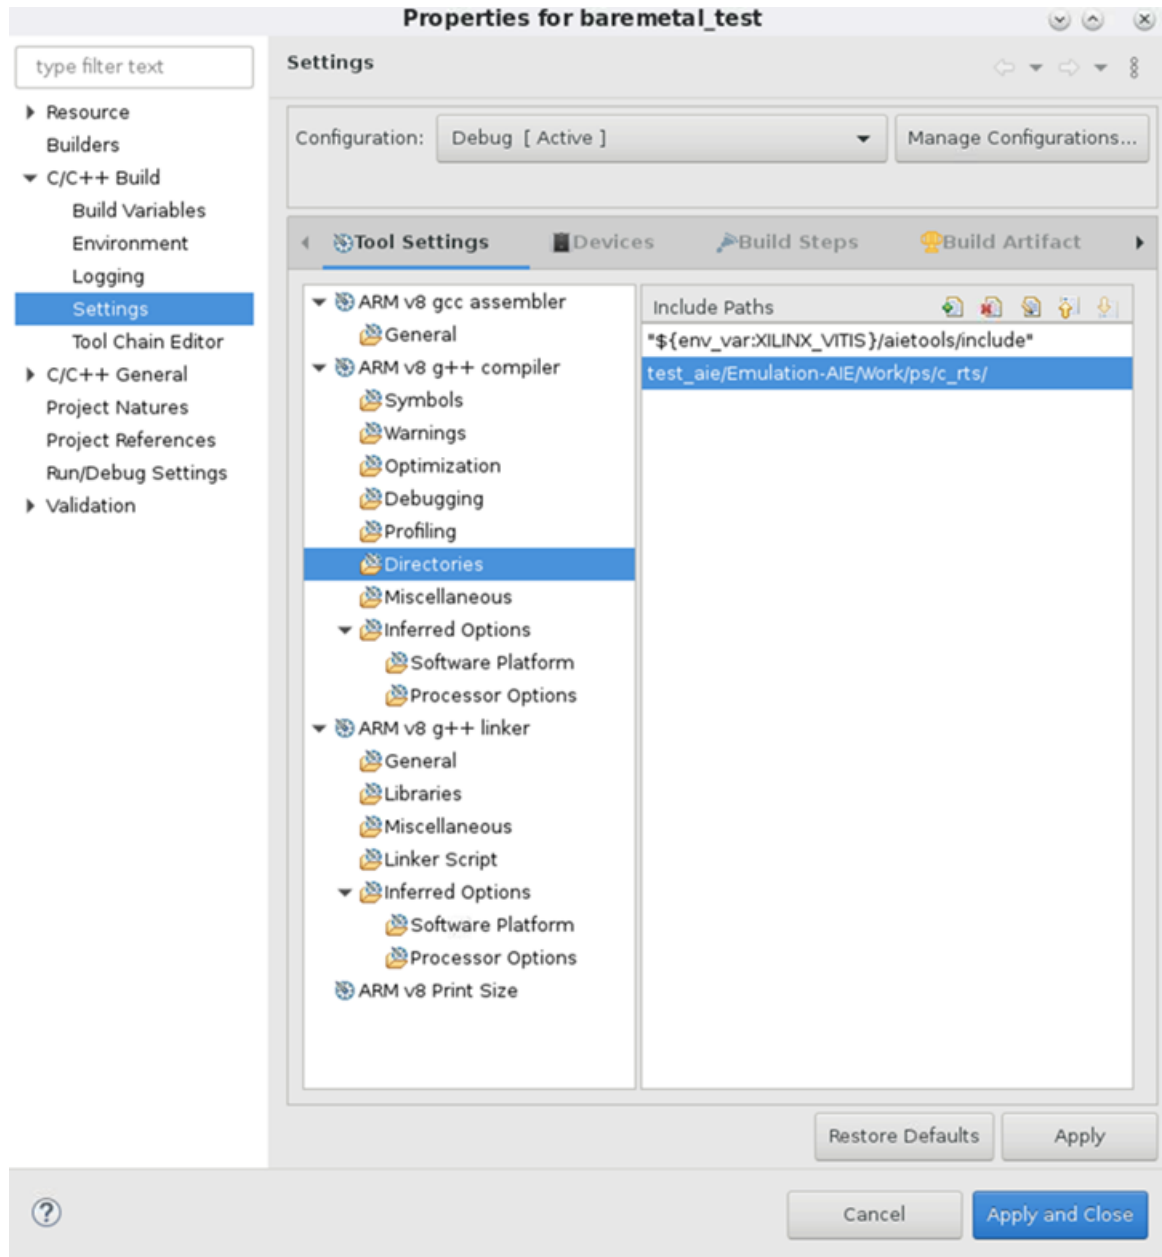 Properties for baremetal_test
type filter text
Resource
Builders
C/C++ Build
Build Variables
Environment
Logging
Settings
Tool Chain Editor
C/C++ General
Project Natures
Project References
Run/Debug Settings
Validation
Settings
Configuration:
Debug [ Active ]
Manage Configurations...
Tool Settings
Devices
Build Steps
Build Artifact
ARM v8 gcc assembler
General
ARM v8 g++ compiler
Symbols
Warnings
Optimization
Debugging
Profiling
Directories
Miscellaneous
Inferred Options
Software Platform
Processor Options
ARM v8 g++ linker
General
Libraries
Miscellaneous
Linker Script
Inferred Options
Software Platform
Processor Options
ARM v8 Print Size
Include Paths
"${env_var:XILINX_VITIS}/aietools/include"
test_aie/Emulation-AIE/Work/ps/c_rts/
Restore Defaults
Apply
?
Cancel
Apply and Close